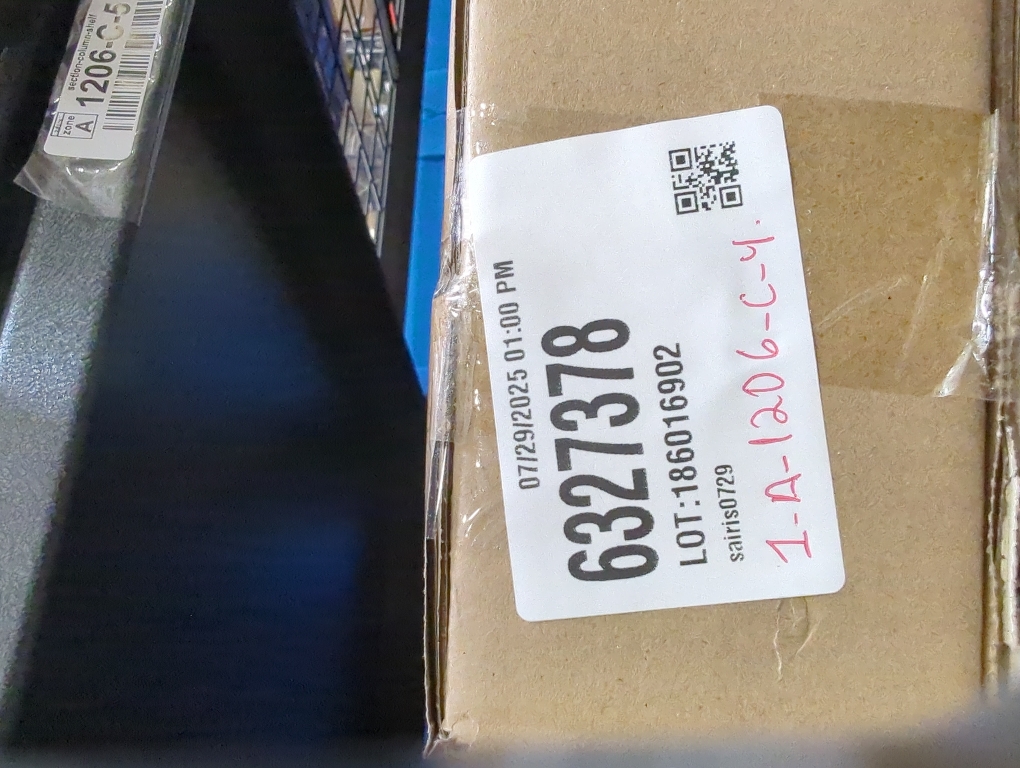 section-column-shelf
zone
A 1206-C-5
07/29/2025 01:00 PM
6327378
LOT:186016902
sairis0729
1-A-1206-C-4.